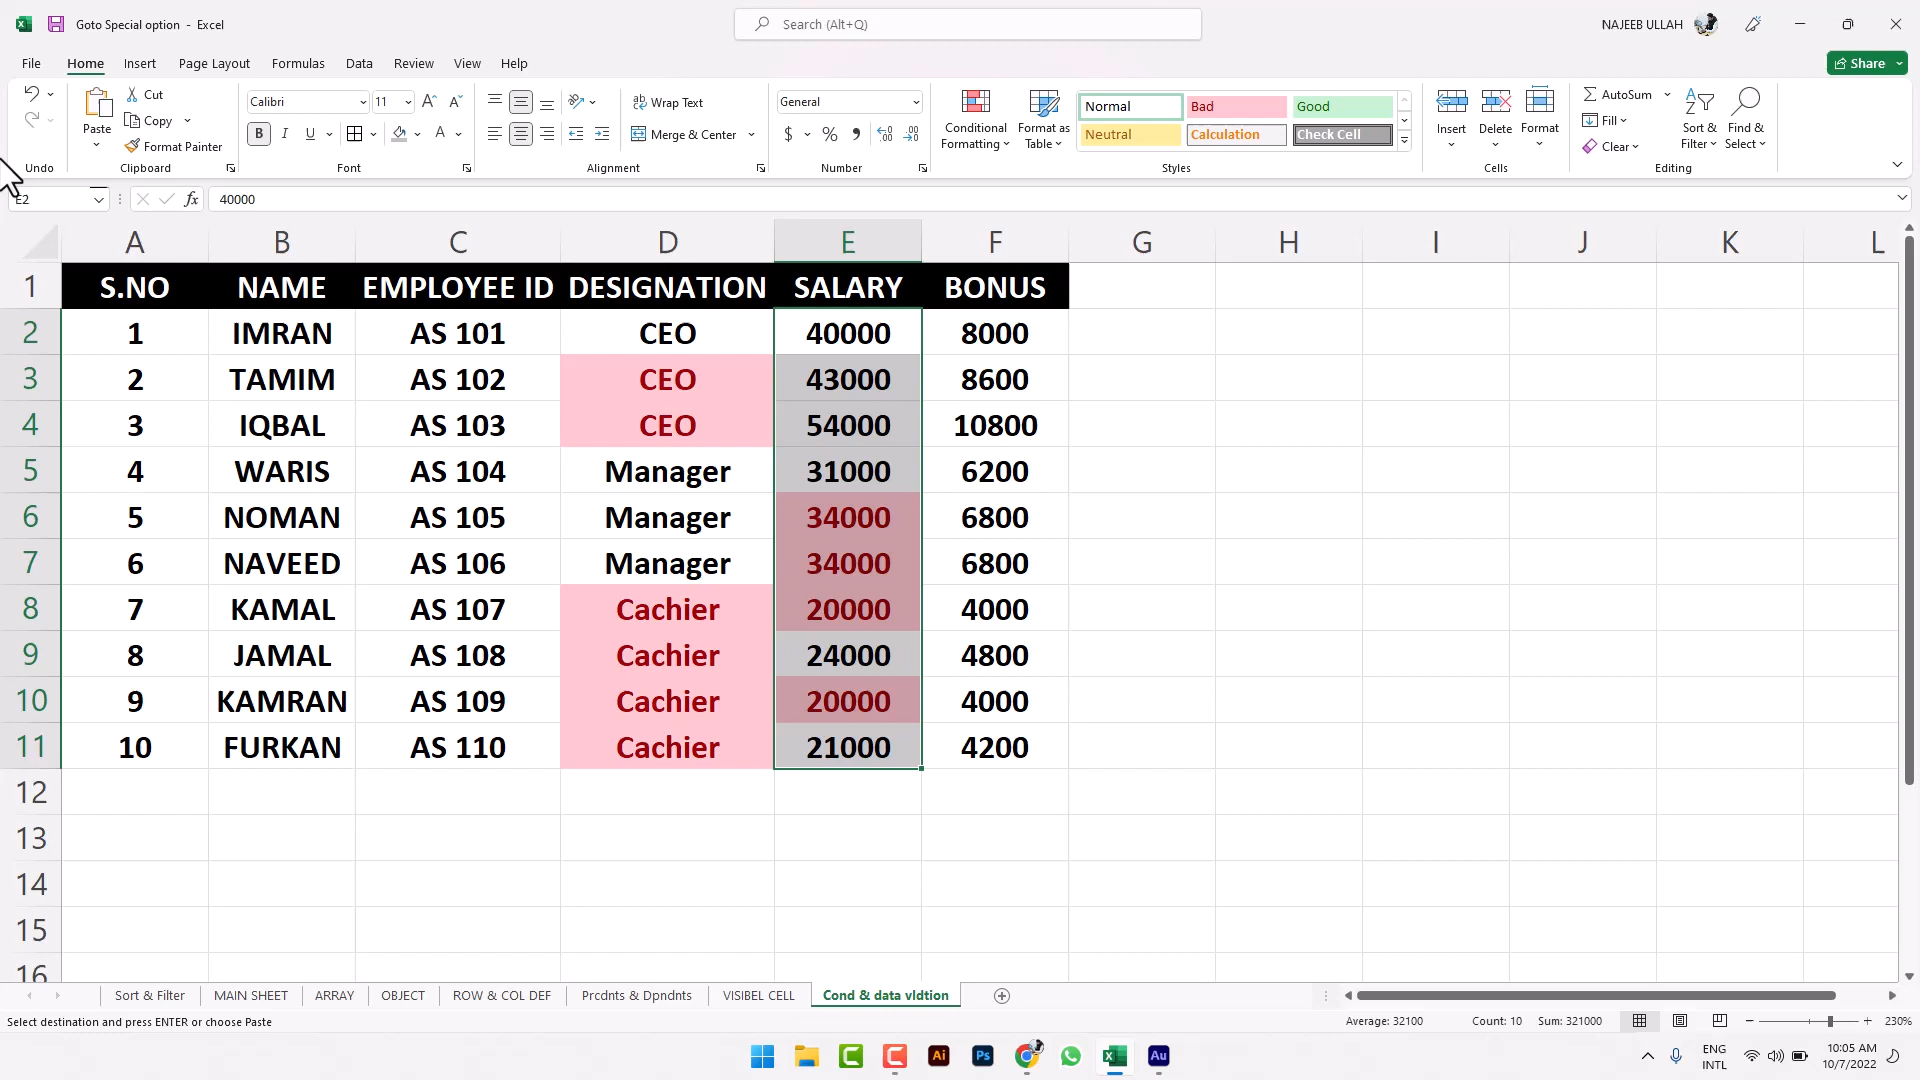 Goto Special option - Excel
Search (Alt+Q)
NAJEEB ULLAH
File Home Insert Page Layout Formulas Data Review View Help
Share
Cut
Copy
Format Painter
Paste
Undo
Clipboard
Calibri
11
B I U
A
Font
Wrap Text
Merge & Center
Alignment
General
$ %
Number
Conditional Formatting
Format as Table
Normal Bad Good
Neutral Calculation Check Cell
Styles
Insert Delete Format
Cells
AutoSum
Fill
Clear
Sort & Filter
Find & Select
Editing
E2
fx
40000
A B C D E F G H I J K L
1 S.NO NAME EMPLOYEE ID DESIGNATION SALARY BONUS
2 1 IMRAN AS 101 CEO 40000 8000
3 2 TAMIM AS 102 CEO 43000 8600
4 3 IQBAL AS 103 CEO 54000 10800
5 4 WARIS AS 104 Manager 31000 6200
6 5 NOMAN AS 105 Manager 34000 6800
7 6 NAVEED AS 106 Manager 34000 6800
8 7 KAMAL AS 107 Cachier 20000 4000
9 8 JAMAL AS 108 Cachier 24000 4800
10 9 KAMRAN AS 109 Cachier 20000 4000
11 10 FURKAN AS 110 Cachier 21000 4200
12
13
14
15
16
Sort & Filter MAIN SHEET ARRAY OBJECT ROW & COL DEF Prcdnts & Dpndnts VISIBEL CELL Cond & data vldtion
Select destination and press ENTER or choose Paste
Average: 32100 Count: 10 Sum: 321000
230%
Ai Ps Au
ENG
INTL
10:05 AM
10/7/2022